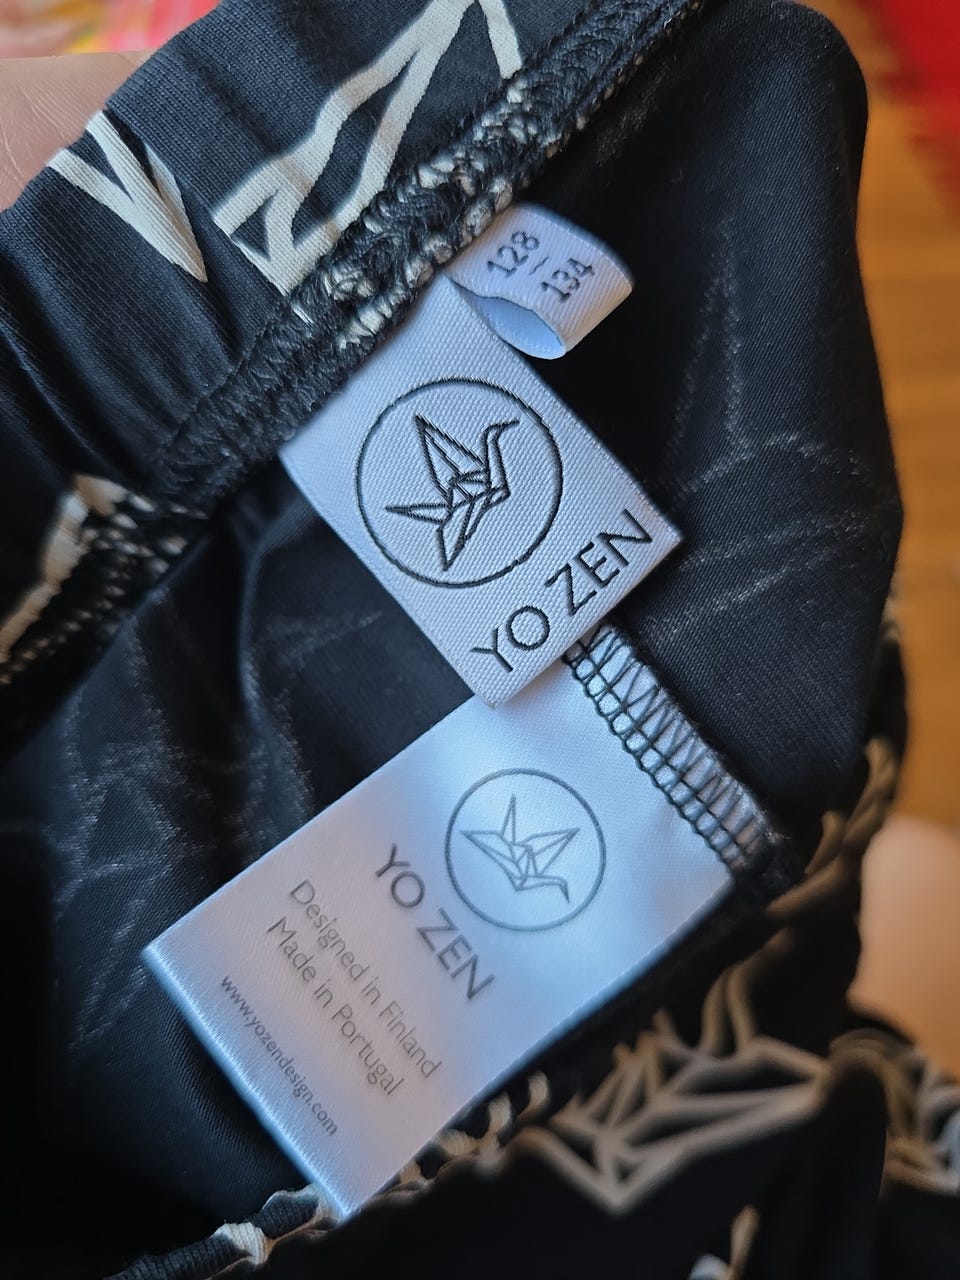 128/
134
YO ZEN
YO ZEN
Designed in Finland
Made in Portugal
www.yozendesign.com